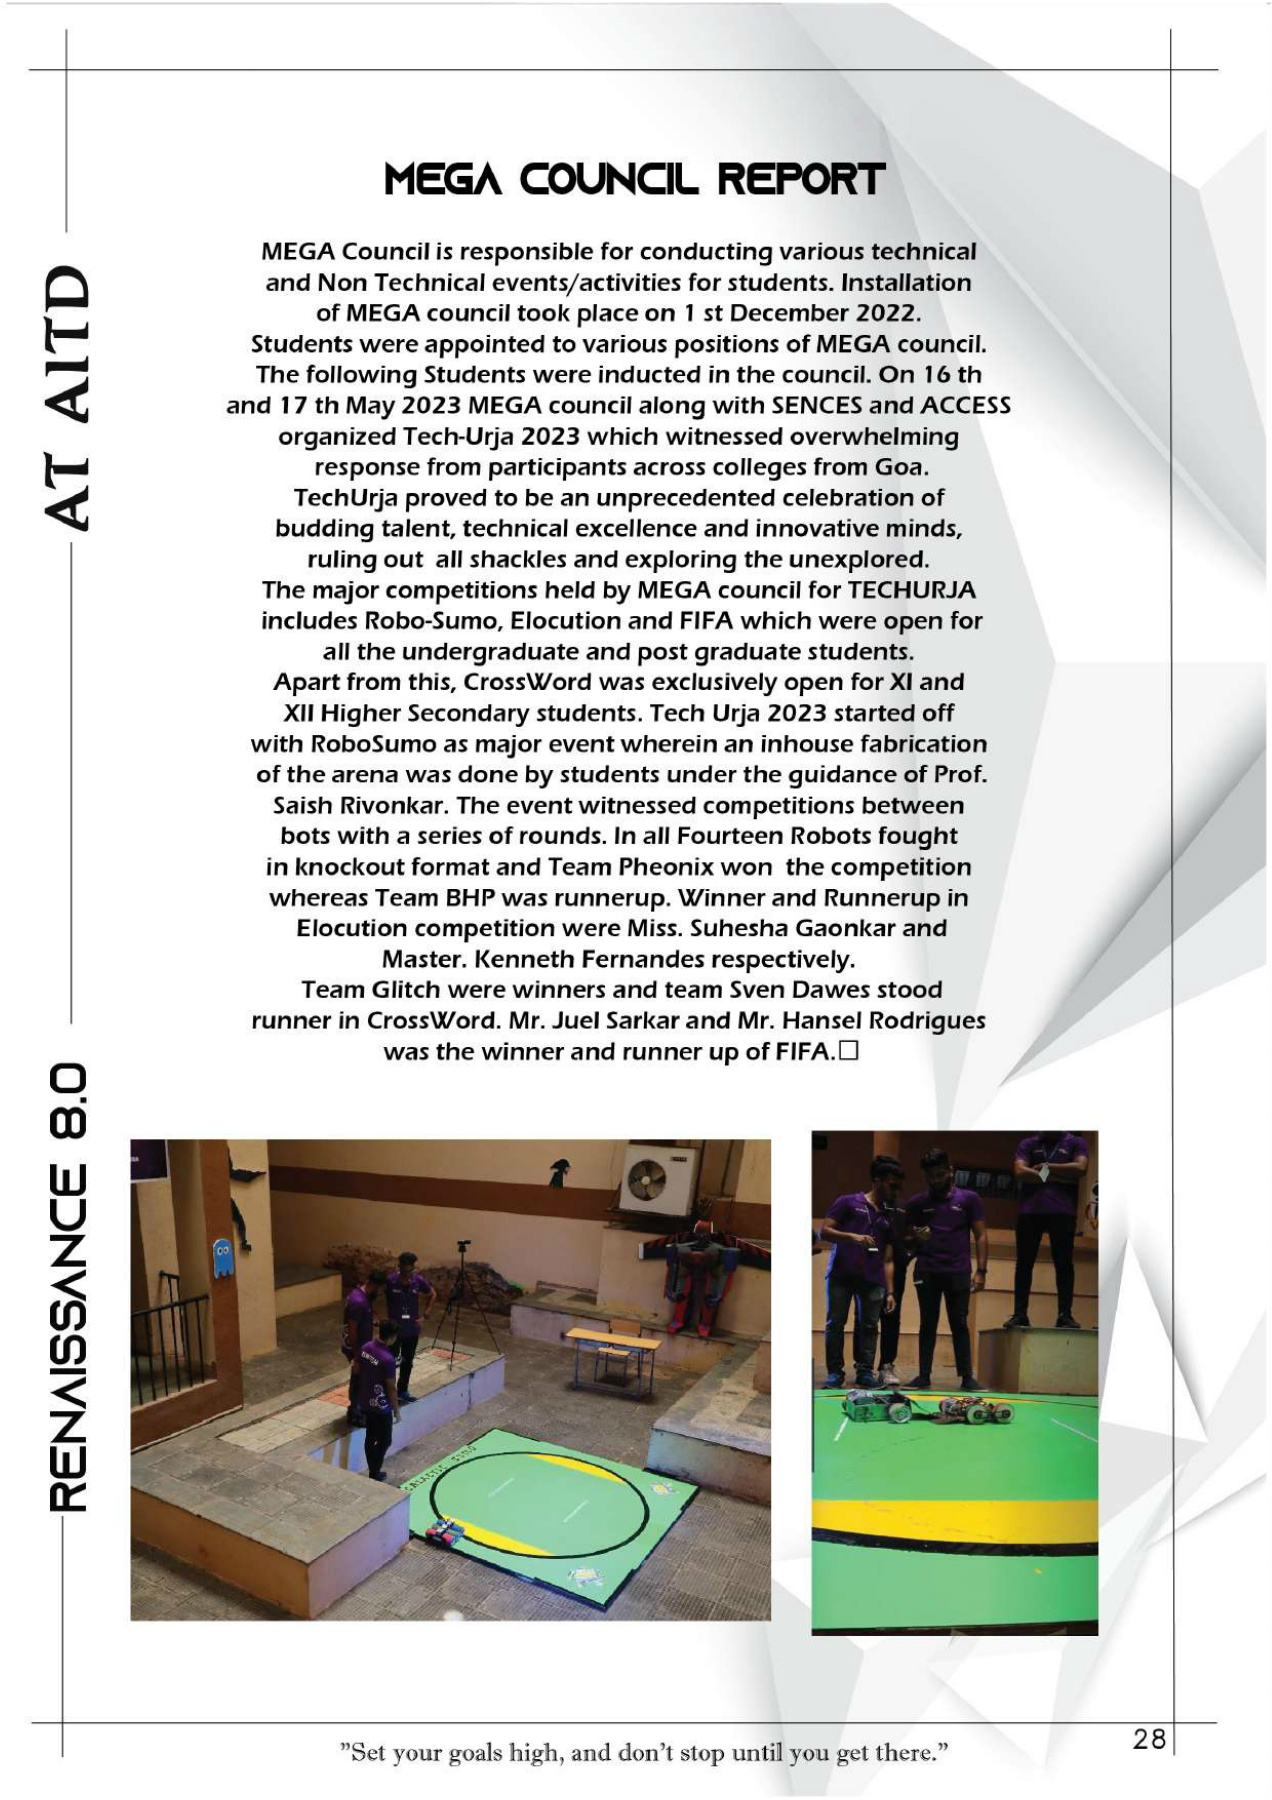 AT AITD
RENAISSANCE 8.0
MEGA COUNCIL REPORT
MEGA Council is responsible for conducting various technical
and Non Technical events/activities for students. Installation
of MEGA council took place on 1 st December 2022.
Students were appointed to various positions of MEGA council.
The following Students were inducted in the council. On 16 th
and 17 th May 2023 MEGA council along with SENCES and ACCESS
organized Tech-Urja 2023 which witnessed overwhelming
response from participants across colleges from Goa.
TechUrja proved to be an unprecedented celebration of
budding talent, technical excellence and innovative minds,
ruling out all shackles and exploring the unexplored.
The major competitions held by MEGA council for TECHURJA
includes Robo-Sumo, Elocution and FIFA which were open for
all the undergraduate and post graduate students.
Apart from this, CrossWord was exclusively open for XI and
XII Higher Secondary students. Tech Urja 2023 started off
with RoboSumo as major event wherein an inhouse fabrication
of the arena was done by students under the guidance of Prof.
Saish Rivonkar. The event witnessed competitions between
bots with a series of rounds. In all Fourteen Robots fought
in knockout format and Team Pheonix won the competition
whereas Team BHP was runnerup. Winner and Runnerup in
Elocution competition were Miss. Suhesha Gaonkar and
Master. Kenneth Fernandes respectively.
Team Glitch were winners and team Sven Dawes stood
runner in CrossWord. Mr. Juel Sarkar and Mr. Hansel Rodrigues
was the winner and runner up of FIFA.□
GALACTIC SUMO
"Set your goals high, and don't stop until you get there."
28